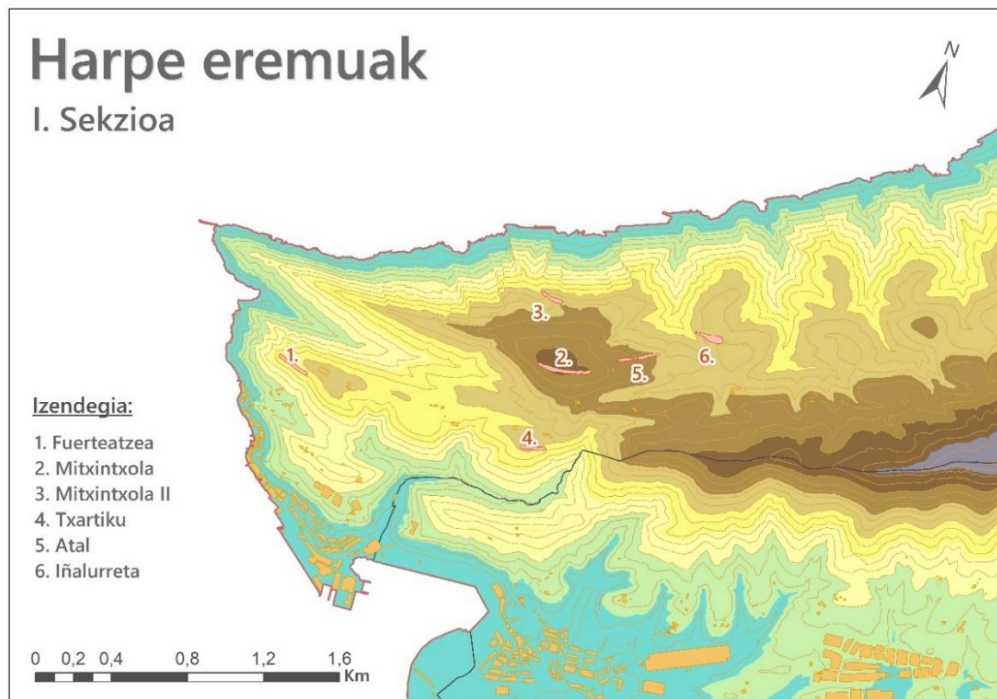 Harpe eremuak
I. Sekzioa
N
3.
1.
2.
5.
6.
4.
Izendegia:
1. Fuerteatzea
2. Mitxintxola
3. Mitxintxola II
4. Txartiku
5. Atal
6. Iñalurreta
0 0,2 0,4 0,8 1,2 1,6
Km